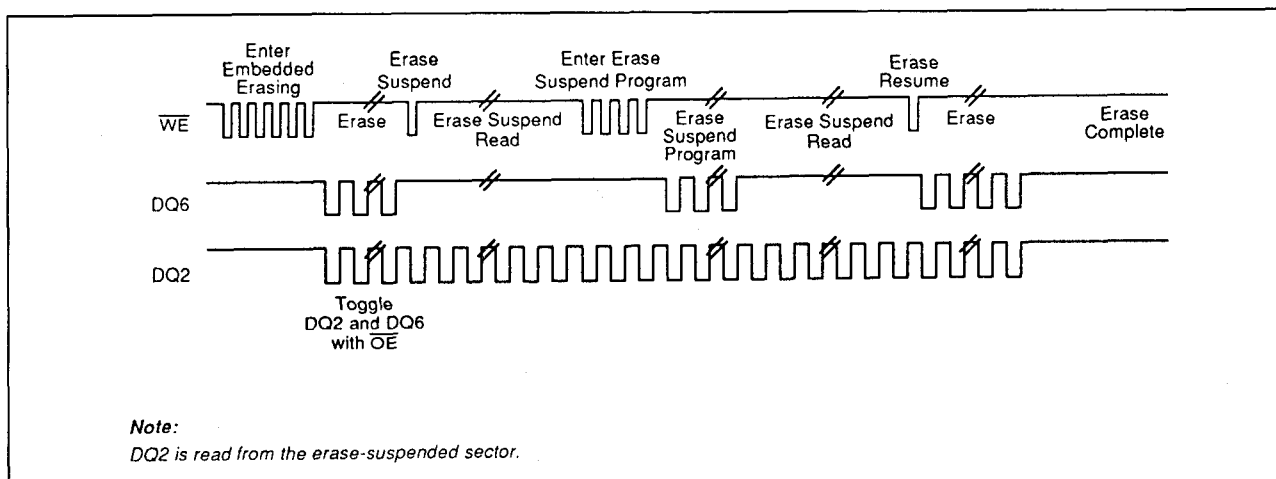 Enter
Embedded
Erasing
Erase
Suspend
Enter Erase
Suspend Program
Erase
Resume
WE
Erase
Erase Suspend
Read
Erase
Suspend
Program
Erase Suspend
Read
Erase
Erase
Complete
DQ6
DQ2
Toggle
DQ2 and DQ6
with OE
Note:
DQ2 is read from the erase-suspended sector.